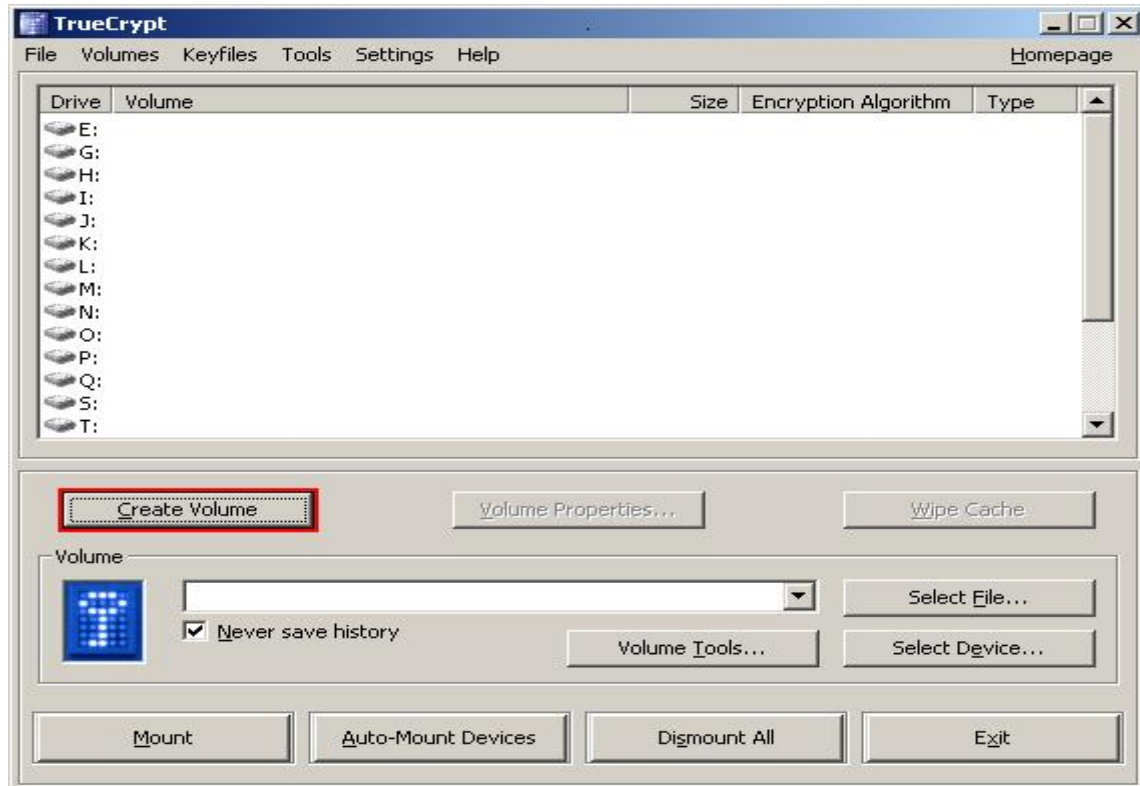 TrueCrypt
File Volumes Keyfiles Tools Settings Help Homepage
Drive Volume Size Encryption Algorithm Type
E:
G:
H:
I:
J:
K:
L:
M:
N:
O:
P:
Q:
S:
T:
Create Volume Volume Properties... Wipe Cache
Volume
Select File...
Never save history
Volume Tools... Select Device...
Mount Auto-Mount Devices Dismount All Exit